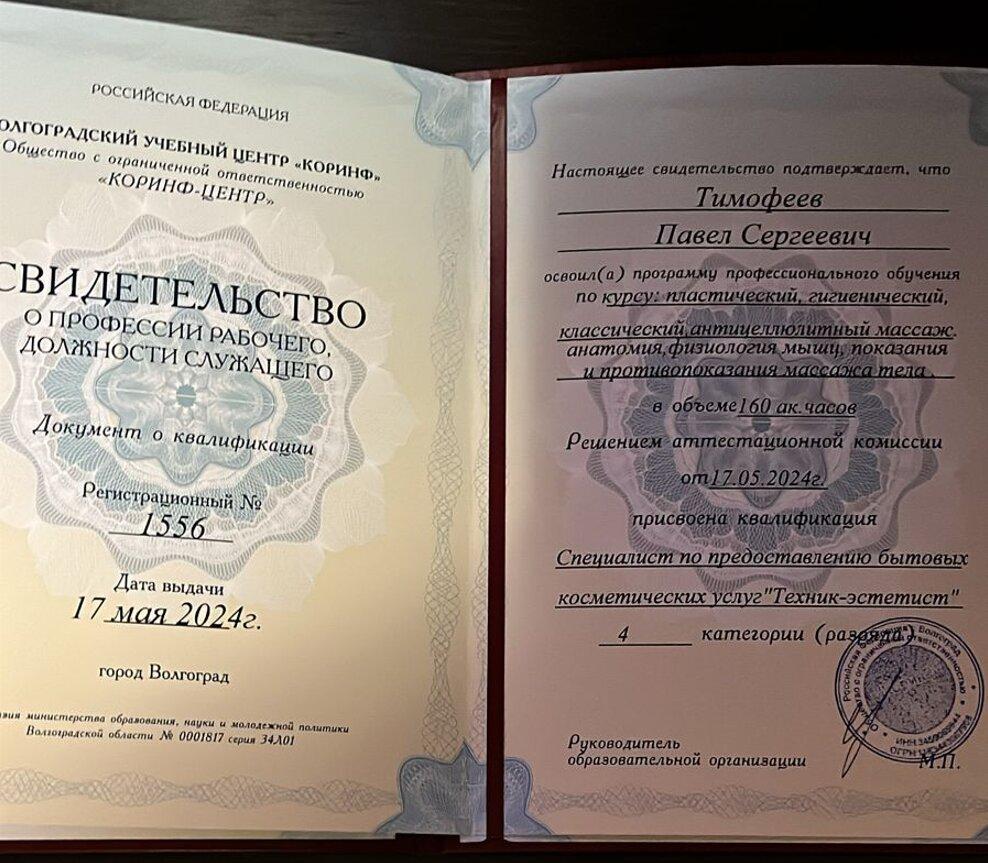 РОССИЙСКАЯ ФЕДЕРАЦИЯ
УЧЕБНЫЙ ЦЕНТР «КОРИНФ»
Общество с ограниченной ответственностью
«КОРИНФ-ЦЕНТР»
СВИДЕТЕЛЬСТВО
О ПРОФЕССИИ РАБОЧЕГО,
ДОЛЖНОСТИ СЛУЖАЩЕГО
Документ о квалификации
Регистрационный №
1556
Дата выдачи
17 мая 2024г.
город Волгоград
министерства образования, науки и молодежной политики
Волгоградской области № 0001817 серия 34Л01
Настоящее свидетельство подтверждает, что
Тимофеев
Павел Сергеевич
освоил(а) программу профессионального обучения
по курсу: пластический, гигиенический,
классический,антицеллюлитный массаж.
анатомия,физиология мышц, показания
и противопоказания массажа тела
в объеме 160 ак.часов
Решением аттестационной комиссии
от 17.05.2024г.
присвоена квалификация
Специалист по предоставлению бытовых
косметических услуг"Техник-эстетист"
4 категории (разряда)
Руководитель
образовательной организации
М.П.